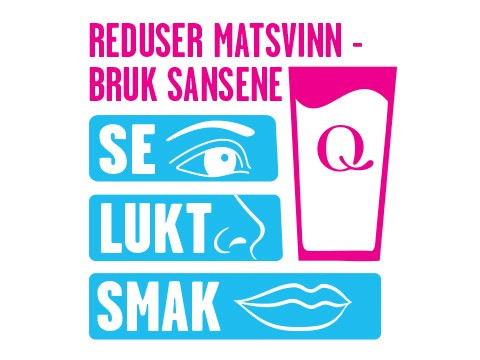 REDUSER MATSVINN -
BRUK SANSENE
SE
Q
LUKT
SMAK